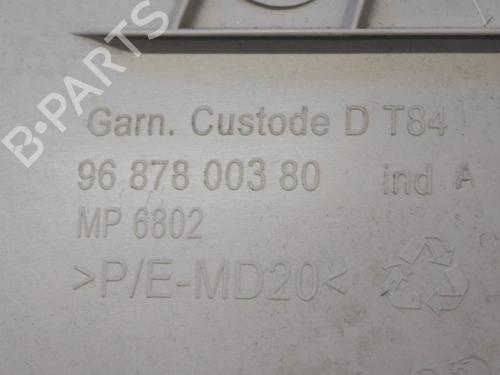 B-PARTS
Garn. Custode D T84
96 878 003 80 ind A
MP 6802
>P/E-MD20<